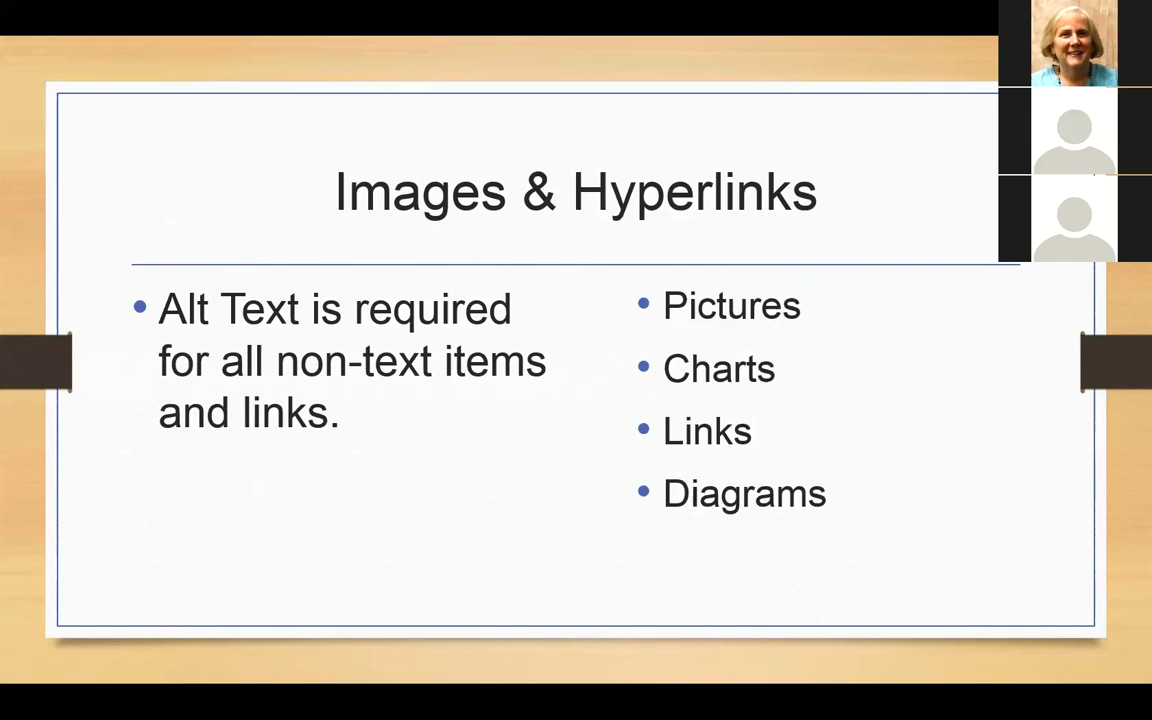 Images & Hyperlinks
• Alt Text is required
for all non-text items
and links.
• Pictures
• Charts
• Links
• Diagrams